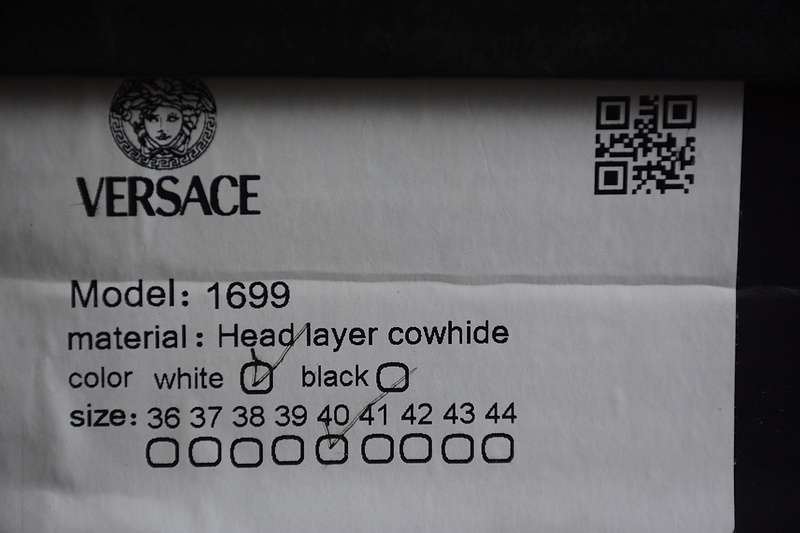 VERSACE
Model: 1699
material: Head layer cowhide
color white black
size: 36 37 38 39 40 41 42 43 44